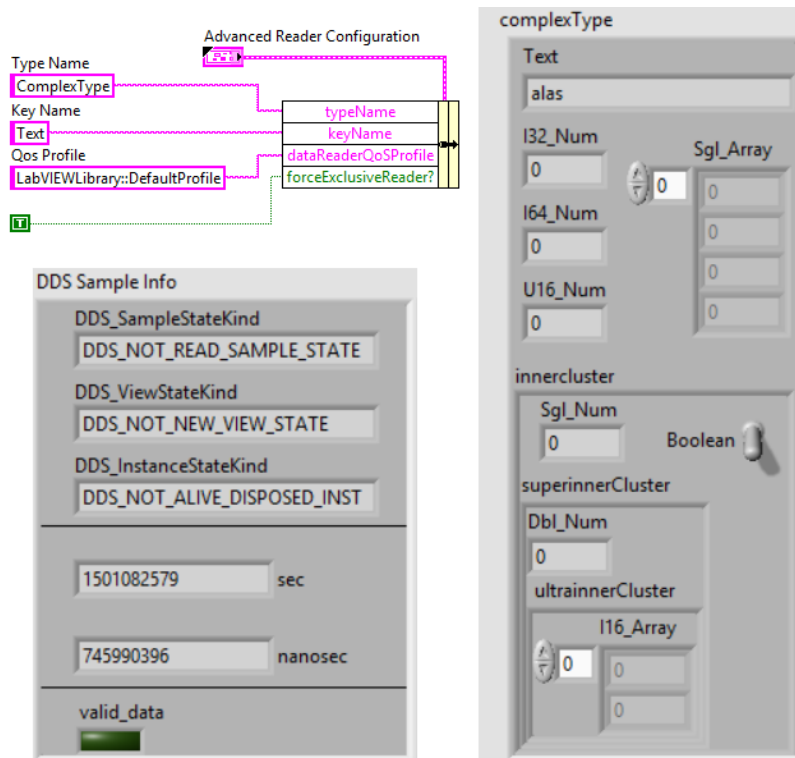 Advanced Reader Configuration
Type Name
ComplexType
Key Name
Text
Qos Profile
LabVIEWLibrary::DefaultProfile
T
typeName
keyName
dataReaderQoSProfile
forceExclusiveReader?
DDS Sample Info
DDS_SampleStateKind
DDS_NOT_READ_SAMPLE_STATE
DDS_ViewStateKind
DDS_NOT_NEW_VIEW_STATE
DDS_InstanceStateKind
DDS_NOT_ALIVE_DISPOSED_INST
1501082579 sec
745990396 nanosec
valid_data
complexType
Text
alas
I32_Num
0
I64_Num
0
U16_Num
0
Sgl_Array
0
0
0
0
0
innercluster
Sgl_Num
0
Boolean
superinnerCluster
Dbl_Num
0
ultrainnerCluster
I16_Array
0
0
0